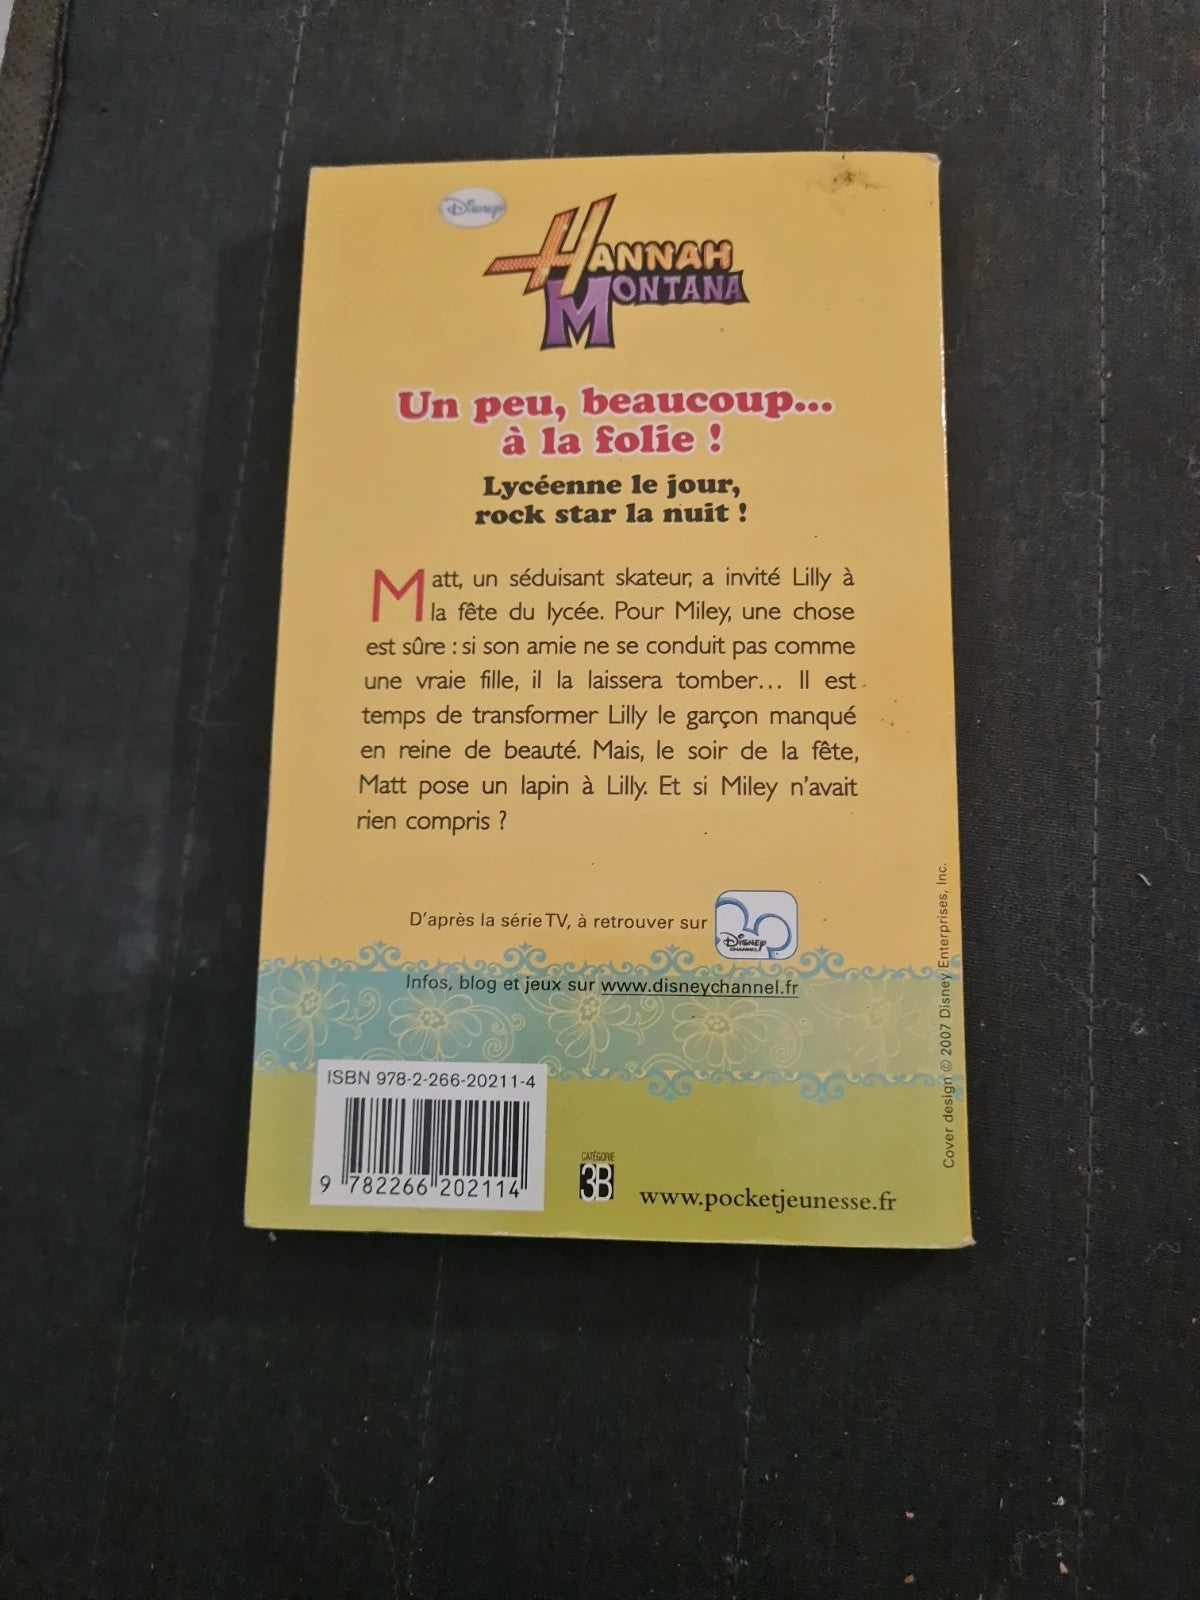 Disney
HANNAH
MONTANA
Un peu, beaucoup...
à la folie !
Lycéenne le jour,
rock star la nuit !
Matt, un séduisant skateur, a invité Lilly à
la fête du lycée. Pour Miley, une chose
est sûre : si son amie ne se conduit pas comme
une vraie fille, il la laissera tomber... Il est
temps de transformer Lilly le garçon manqué
en reine de beauté. Mais, le soir de la fête,
Matt pose un lapin à Lilly. Et si Miley n'avait
rien compris ?
D'après la série TV, à retrouver sur
DISNEY
CHANNEL
Infos, blog et jeux sur www.disneychannel.fr
Cover design © 2007 Disney Enterprises, Inc.
ISBN 978-2-266-20211-4
9 782266 202114
CATÉGORIE
3B
www.pocketjeunesse.fr